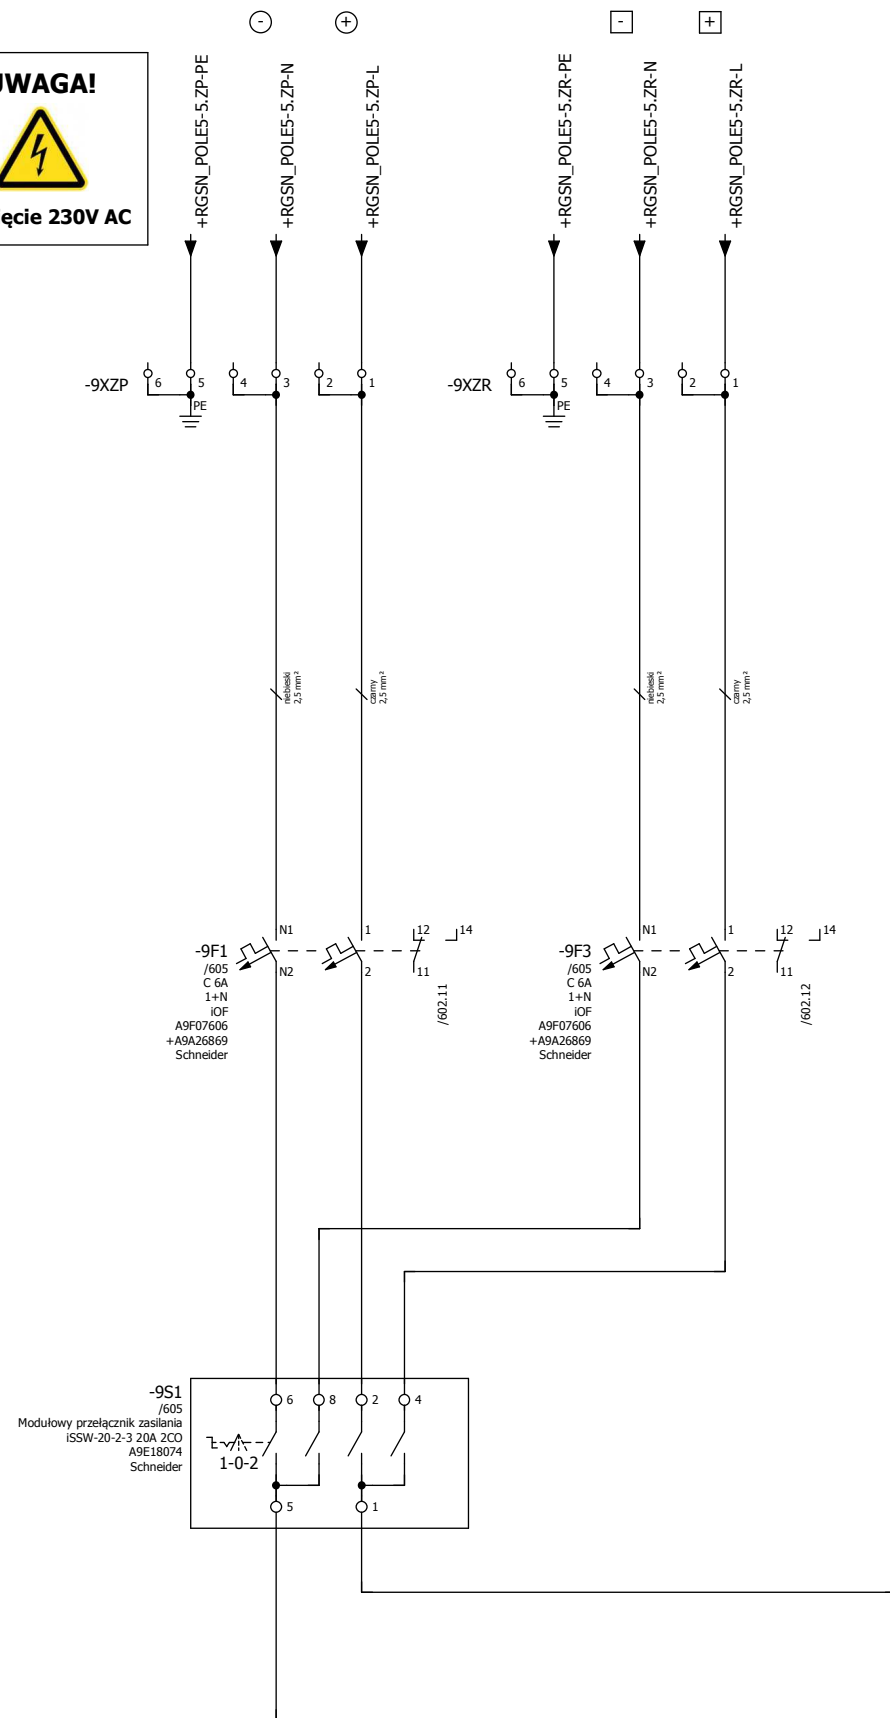 -
+
-
+
UWAGA!
ęcie 230V AC
+RGSN_POLE5-5.ZP-PE
+RGSN_POLE5-5.ZP-N
+RGSN_POLE5-5.ZP-L
+RGSN_POLE5-5.ZR-PE
+RGSN_POLE5-5.ZR-N
+RGSN_POLE5-5.ZR-L
-9XZP
6
5
4
3
2
1
PE
-9XZR
6
5
4
3
2
1
PE
niebieski
2,5 mm²
czarny
2,5 mm²
niebieski
2,5 mm²
czarny
2,5 mm²
-9F1
/605
C 6A
1+N
iOF
A9F07606
+A9A26869
Schneider
N1
N2
1
2
12
14
11
/602.11
-9F3
/605
C 6A
1+N
iOF
A9F07606
+A9A26869
Schneider
N1
N2
1
2
12
14
11
/602.12
-9S1
/605
Modułowy przełącznik zasilania
iSSW-20-2-3 20A 2CO
A9E18074
Schneider
6
8
2
4
1-0-2
5
1